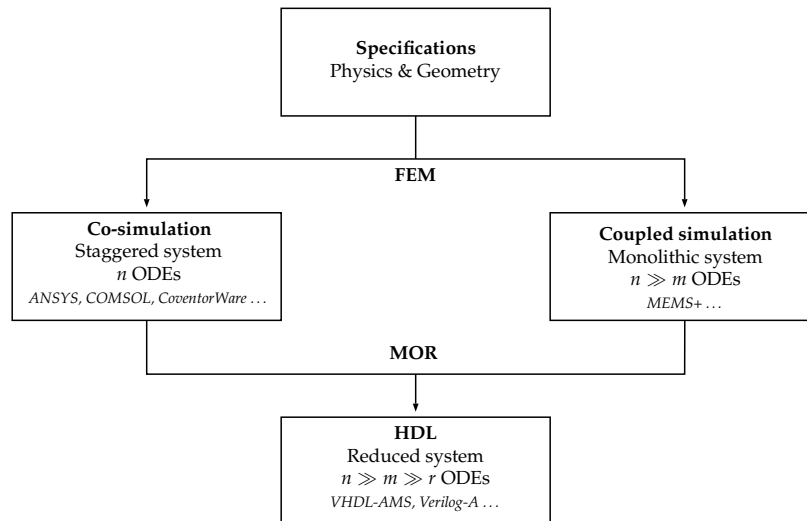 Specifications
Physics & Geometry
FEM
Co-simulation
Staggered system
n ODEs
ANSYS, COMSOL, CoventorWare ...
Coupled simulation
Monolithic system
n ≫ m ODEs
MEMS+ ...
MOR
HDL
Reduced system
n ≫ m ≫ r ODEs
VHDL-AMS, Verilog-A ...